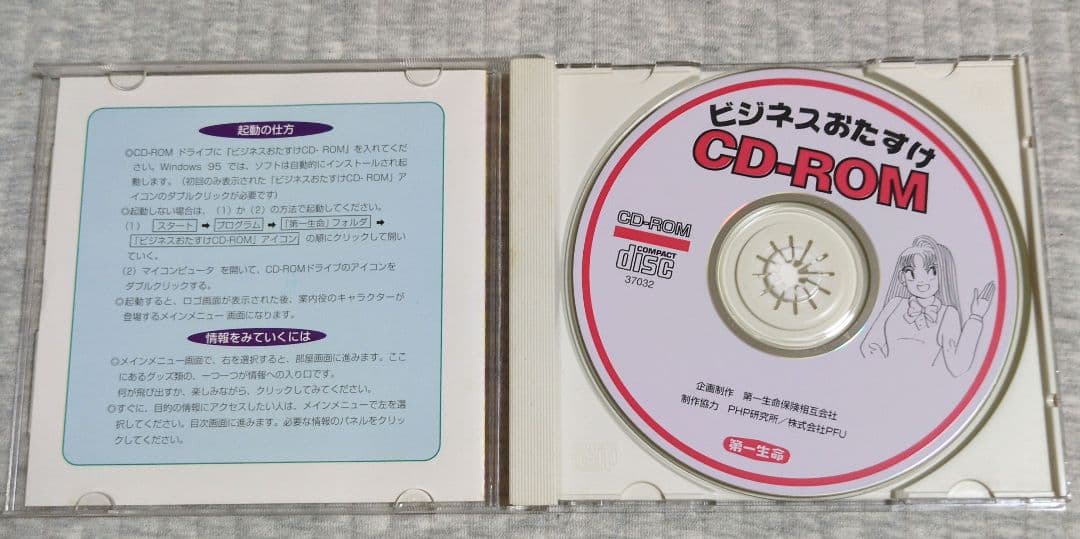 起動の仕方
◎CD-ROM ドライブに「ビジネスおたすけCD- ROM」を入れてくだ
さい。Windows 95 では、ソフトは自動的にインストールされ起
動します。(初回のみ表示された「ビジネスおたすけCD- ROM」ア
イコンのダブルクリックが必要です)
◎起動しない場合は、(1)か(2)の方法で起動してください。
(1) スタート ➡ プログラム ➡ 「第一生命」フォルダ ➡
「ビジネスおたすけCD-ROM」アイコン の順にクリックして開い
ていく。
(2) マイコンピュータ を開いて、CD-ROMドライブのアイコンを
ダブルクリックする。
◎起動すると、ロゴ画面が表示された後、案内役のキャラクターが
登場するメインメニュー 画面になります。
情報をみていくには
◎メインメニュー画面で、右を選択すると、部屋画面に進みます。ここ
にあるグッズ類の、一つ一つが情報への入り口です。
何が飛び出すか、楽しみながら、クリックしてみてください。
◎すぐに、目的の情報にアクセスしたい人は、メインメニューで左を選
択してください。目次画面に進みます。必要な情報のパネルをクリッ
クしてください。
ビジネスおたすけ
CD-ROM
CD-ROM
COMPACT
disc
37032
企画制作 第一生命保険相互会社
制作協力 PHP研究所/株式会社PFU
第一生命